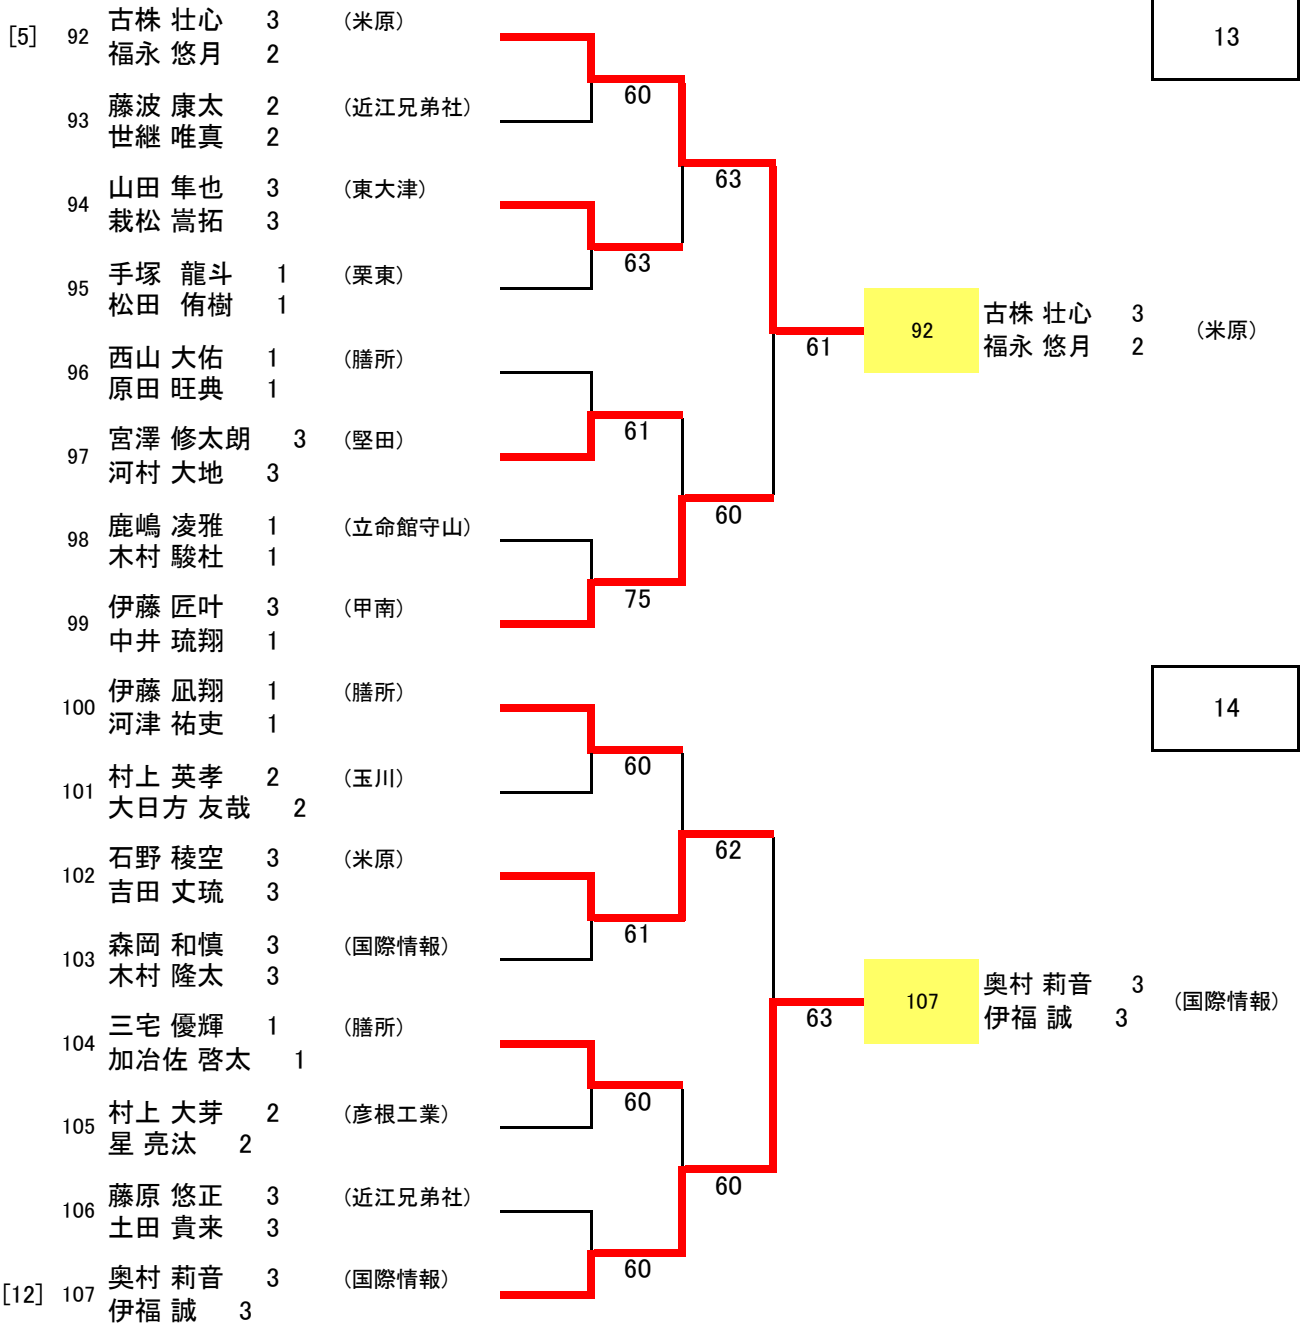 古株 壮心 3 （米原）
[5] 92
福永 悠月 2
13
藤波 康太 2 （近江兄弟社）
93
世継 唯真 2
60
山田 隼也 3 （東大津）
94
栽松 嵩拓 3
63
63
手塚 龍斗 1 （栗東）
95
松田 侑樹 1
古株 壮心 3
92 （米原）
福永 悠月 2
61
西山 大佑 1 （膳所）
96
原田 旺典 1
宮澤 修太朗 3 （堅田）
97
河村 大地 3
61
60
鹿嶋 凌雅 1 （立命館守山）
98
木村 駿杜 1
75
伊藤 匠叶 3 （甲南）
99
中井 琉翔 1
伊藤 凪翔 1 （膳所）
100
河津 祐吏 1
14
村上 英孝 2 （玉川）
101
大日方 友哉 2
60
石野 稜空 3 （米原）
102
吉田 丈琉 3
62
61
森岡 和慎 3 （国際情報）
103
木村 隆太 3
奥村 莉音 3
107 （国際情報）
伊福 誠 3
63
三宅 優輝 1 （膳所）
104
加冶佐 啓太 1
60
村上 大芽 2 （彦根工業）
105
星 亮汰 2
60
藤原 悠正 3 （近江兄弟社）
106
土田 貴来 3
60
奥村 莉音 3 （国際情報）
[12] 107
伊福 誠 3